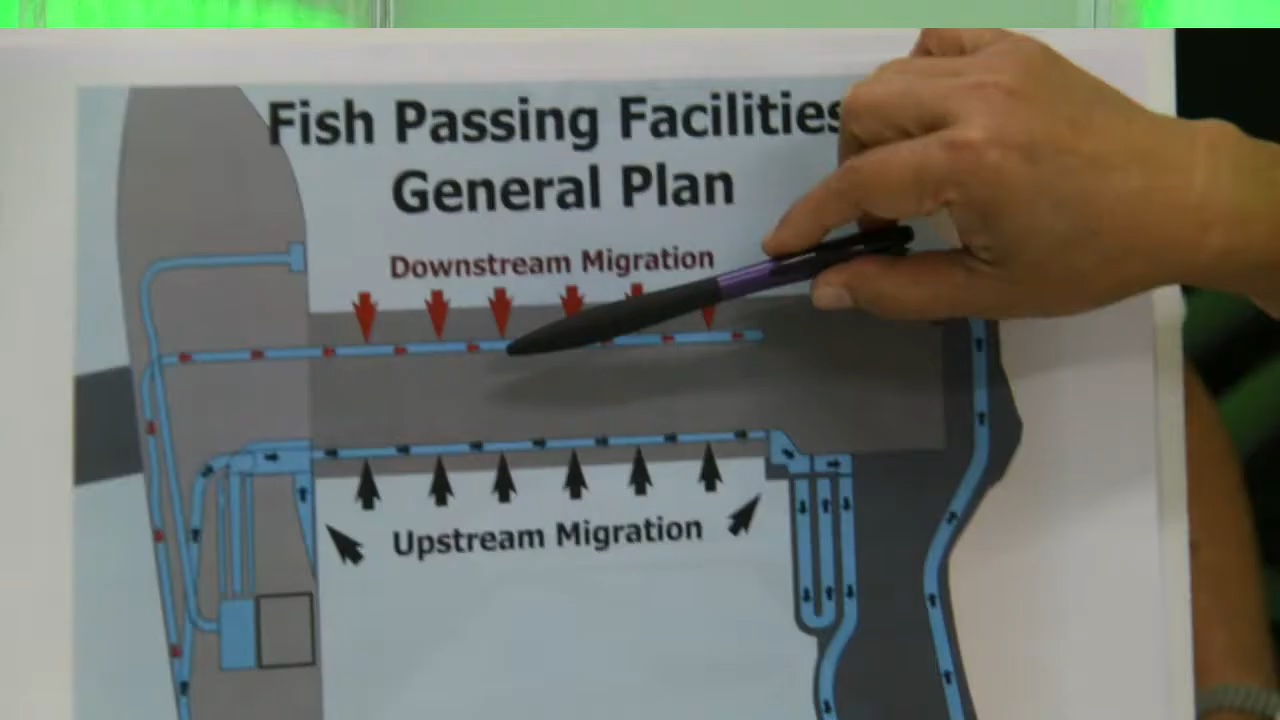 Fish Passing Facilities
General Plan
Downstream Migration
Upstream Migration